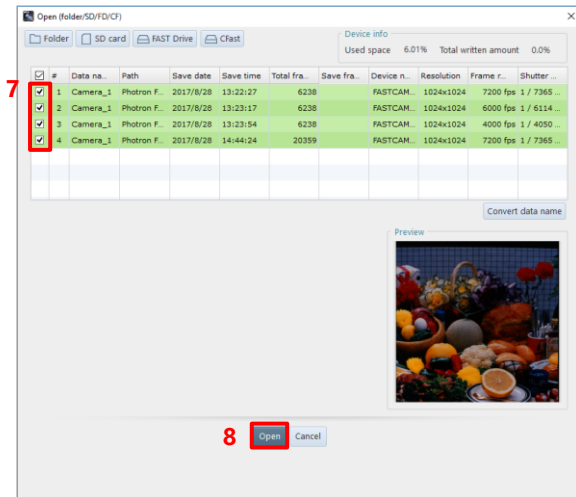 Open (folder/SD/FD/CF)
Folder SD card FAST Drive CFast
Device info
Used space 6.01% Total written amount 0.0%
# Data na... Path Save date Save time Total fra... Save fra... Device n... Resolution Frame r... Shutter ...
7
1 Camera_1 Photron F... 2017/8/28 13:22:27 6238 FASTCAM... 1024x1024 7200 fps 1 / 7365 ...
2 Camera_1 Photron F... 2017/8/28 13:23:17 6238 FASTCAM... 1024x1024 6000 fps 1 / 6114 ...
3 Camera_1 Photron F... 2017/8/28 13:23:54 6238 FASTCAM... 1024x1024 4000 fps 1 / 4050 ...
4 Camera_1 Photron F... 2017/8/28 14:44:24 20359 FASTCAM... 1024x1024 7200 fps 1 / 7365 ...
Convert data name
Preview
8 Open Cancel